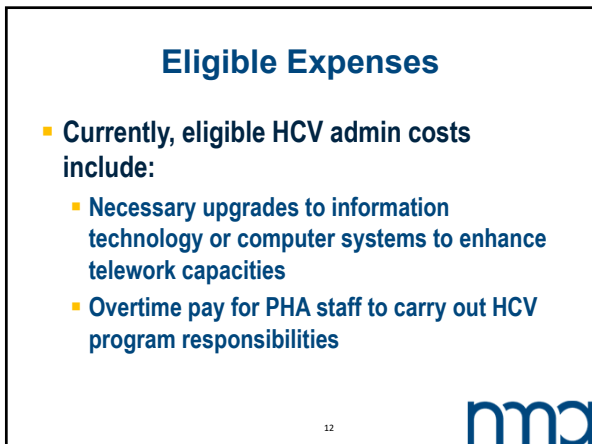 Eligible Expenses
▪ Currently, eligible HCV admin costs
include:
▪ Necessary upgrades to information
technology or computer systems to enhance
telework capacities
▪ Overtime pay for PHA staff to carry out HCV
program responsibilities
12
nma